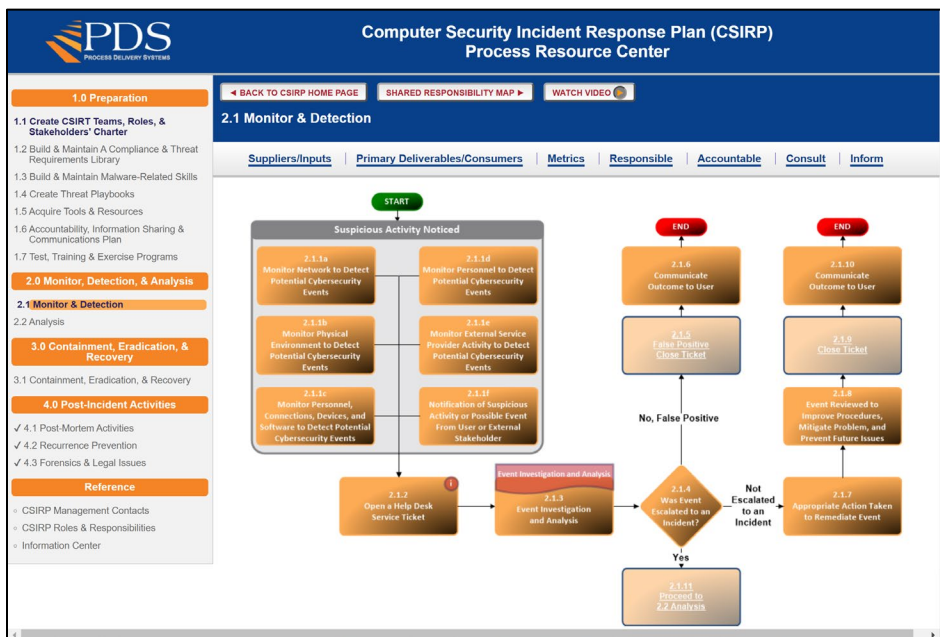 PDS
PROCESS DELIVERY SYSTEMS
Computer Security Incident Response Plan (CSIRP)
Process Resource Center
1.0 Preparation
1.1 Create CSIRT Teams, Roles, &
Stakeholders' Charter
1.2 Build & Maintain A Compliance & Threat
Requirements Library
1.3 Build & Maintain Malware-Related Skills
1.4 Create Threat Playbooks
1.5 Acquire Tools & Resources
1.6 Accountability, Information Sharing &
Communications Plan
1.7 Test, Training & Exercise Programs
2.0 Monitor, Detection, & Analysis
2.1 Monitor & Detection
2.2 Analysis
3.0 Containment, Eradication, &
Recovery
3.1 Containment, Eradication, & Recovery
4.0 Post-Incident Activities
✓ 4.1 Post-Mortem Activities
✓ 4.2 Recurrence Prevention
✓ 4.3 Forensics & Legal Issues
Reference
CSIRP Management Contacts
CSIRP Roles & Responsibilities
Information Center
◄ BACK TO CSIRP HOME PAGE
SHARED RESPONSIBILITY MAP ►
WATCH VIDEO
2.1 Monitor & Detection
Suppliers/Inputs | Primary Deliverables/Consumers | Metrics | Responsible | Accountable | Consult | Inform
START
Suspicious Activity Noticed
2.1.1a
Monitor Network to Detect
Potential Cybersecurity
Events
2.1.1d
Monitor Personnel to Detect
Potential Cybersecurity
Events
2.1.1b
Monitor Physical
Environment to Detect
Potential Cybersecurity
Events
2.1.1e
Monitor External Service
Provider Activity to Detect
Potential Cybersecurity
Events
2.1.1c
Monitor Personnel,
Connections, Devices, and
Software to Detect Potential
Cybersecurity Events
2.1.1f
Notification of Suspicious
Activity or Possible Event
From User or External
Stakeholder
2.1.2
Open a Help Desk
Service Ticket
i
Event Investigation and Analysis
2.1.3
Event Investigation
and Analysis
2.1.4
Was Event
Escalated to an
Incident?
No, False Positive
2.1.5
False Positive
Close Ticket
2.1.6
Communicate
Outcome to User
END
Not
Escalated
to an
Incident
2.1.7
Appropriate Action Taken
to Remediate Event
2.1.8
Event Reviewed to
Improve Procedures,
Mitigate Problem, and
Prevent Future Issues
2.1.9
Close Ticket
2.1.10
Communicate
Outcome to User
END
Yes
2.1.11
Proceed to
2.2 Analysis